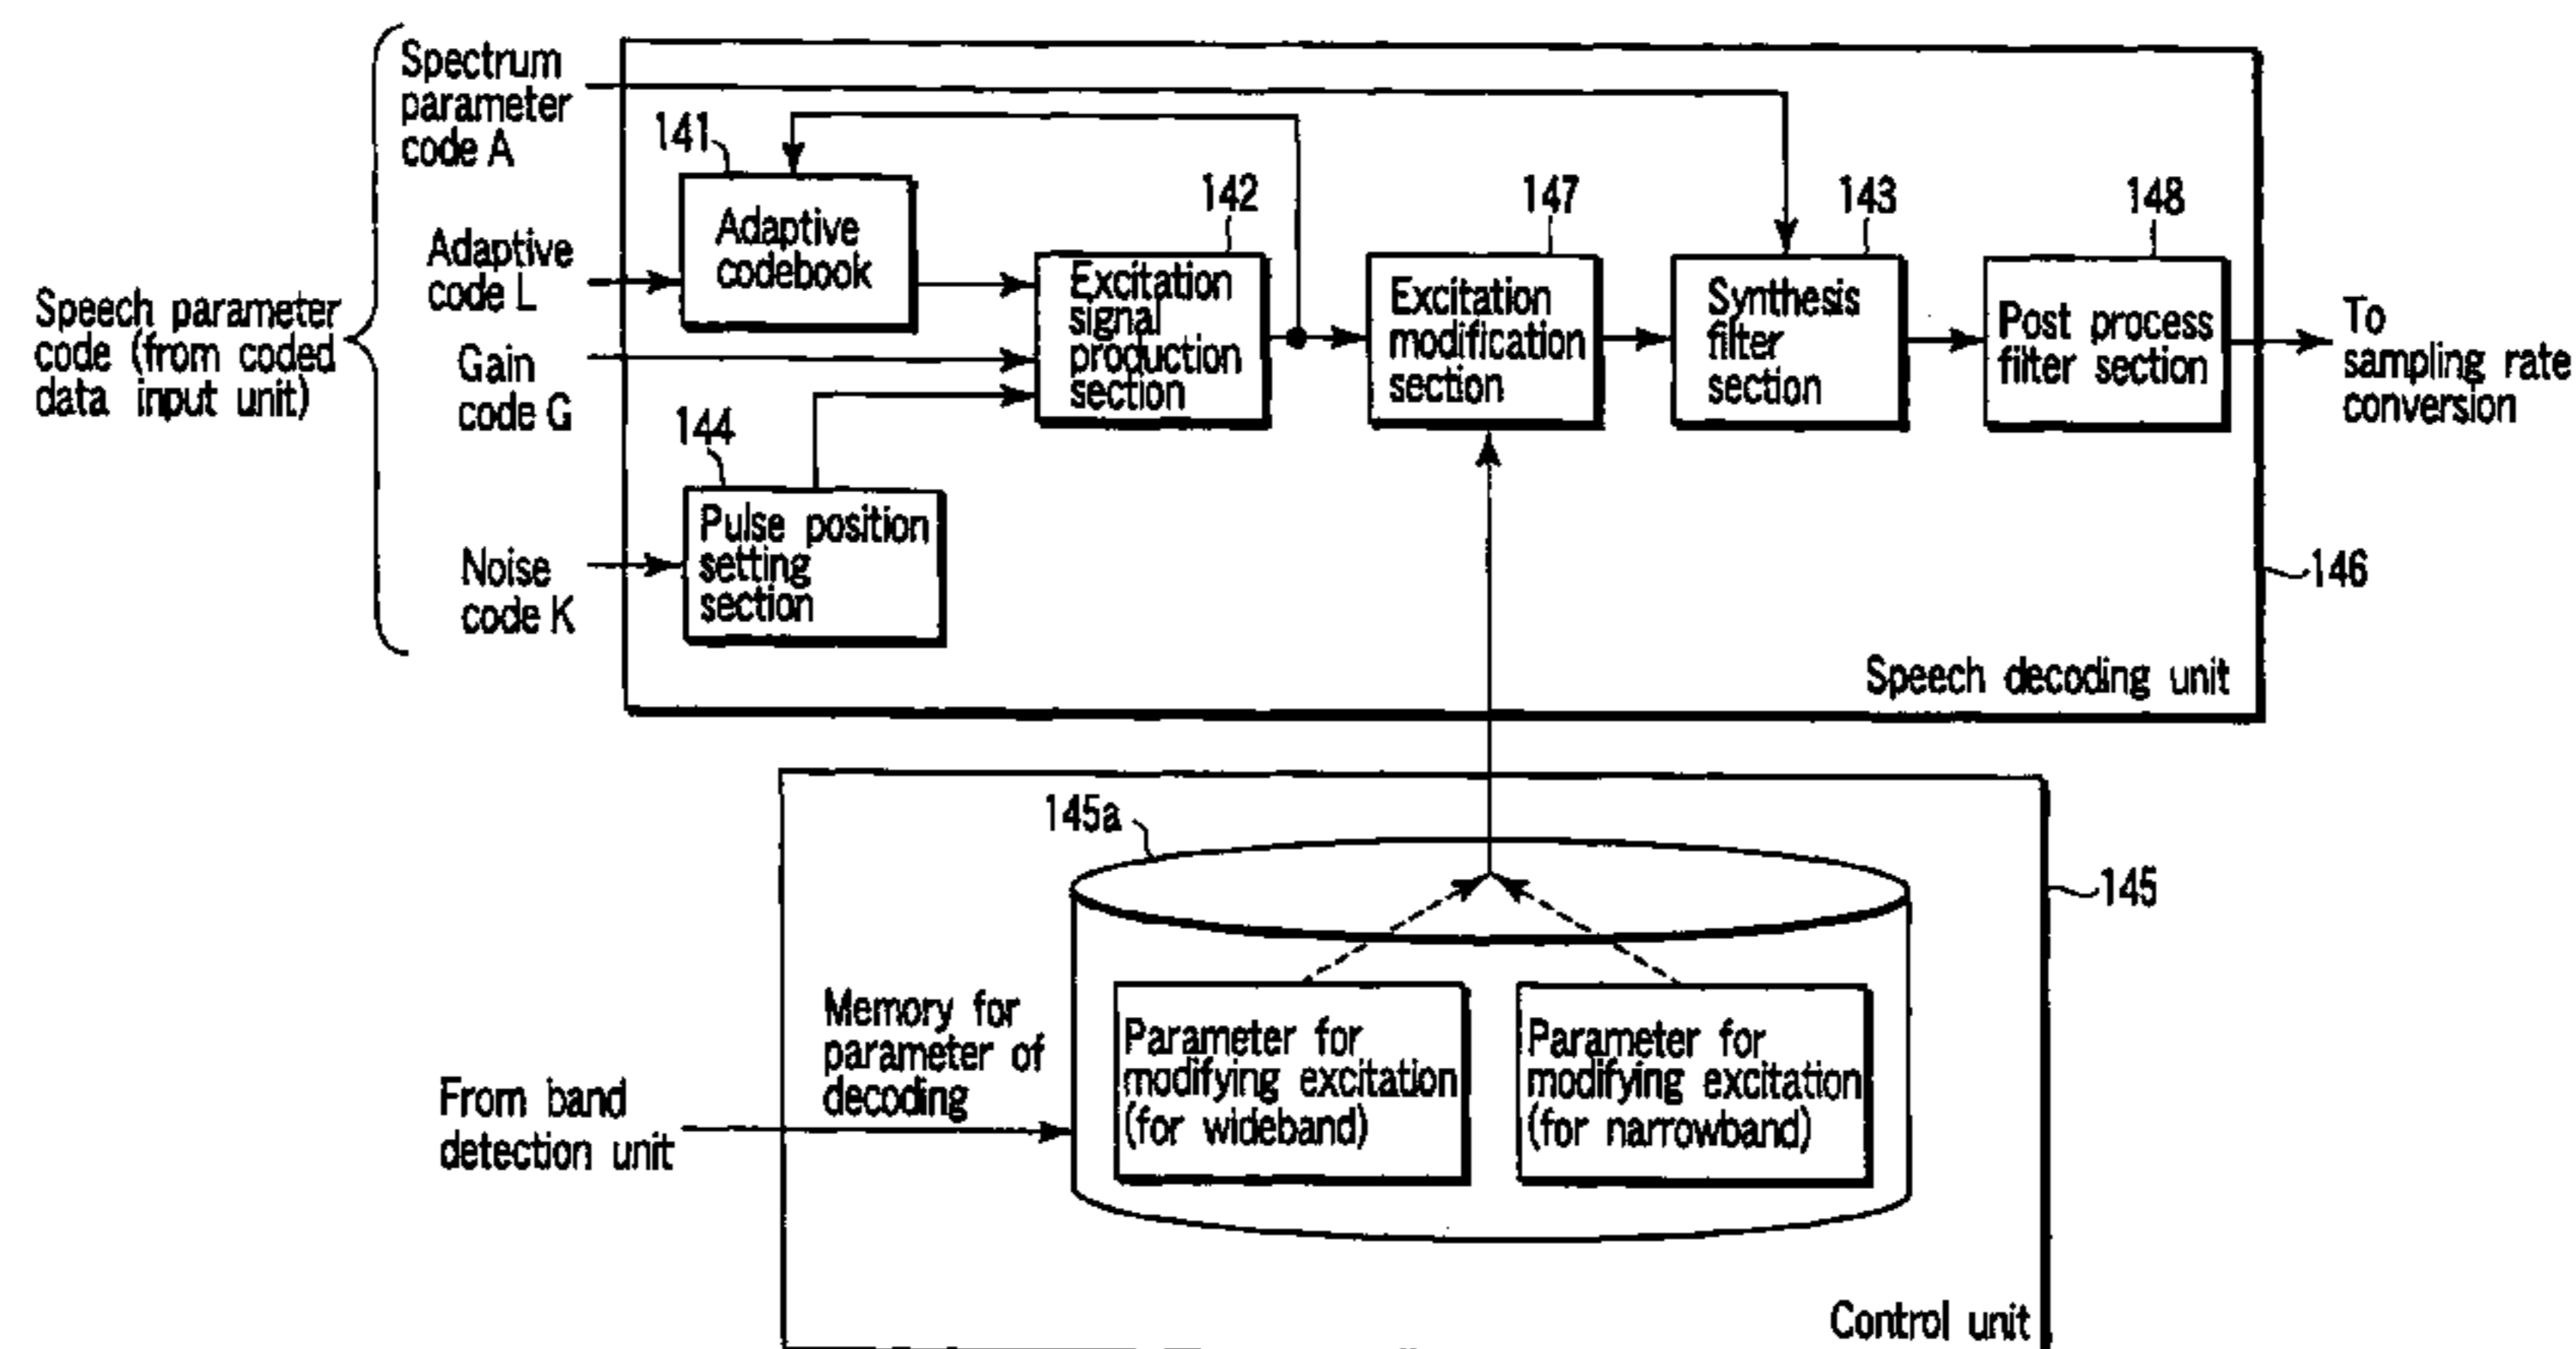 Spectrum
parameter
code A
141
Adaptive
codebook
142
147
143
148
Adaptive
code L
Excitation
signal
production
section
Excitation
modification
section
Synthesis
filter
section
Post process
filter section
To
sampling rate
conversion
Speech parameter
code (from coded
data input unit)
Gain
code G
144
Pulse position
setting
section
Noise
code K
146
Speech decoding unit
145a
145
Memory for
parameter of
decoding
From band
detection unit
Parameter for
modifying excitation
(for wideband)
Parameter for
modifying excitation
(for narrowband)
Control unit